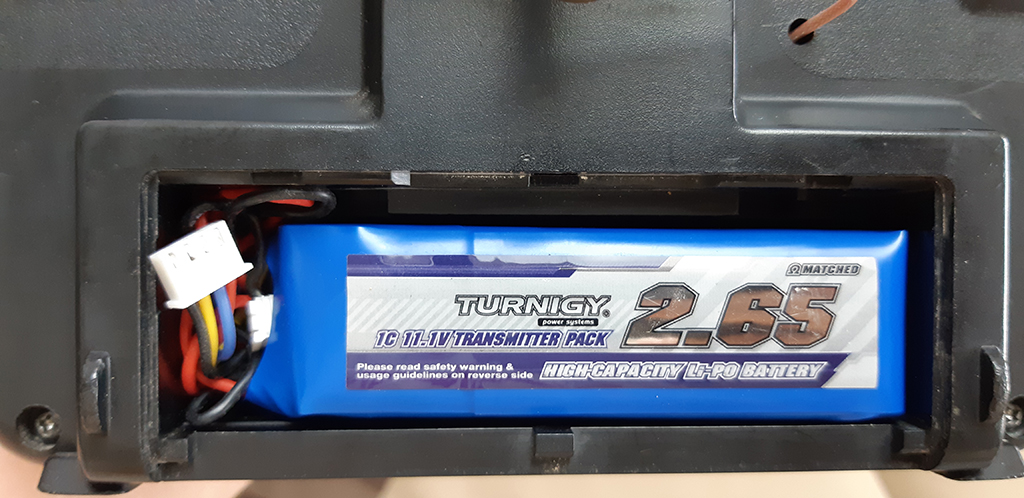 Ω MATCHED
TURNIGY®
power systems
2.65
1C 11.1V TRANSMITTER PACK
Please read safety warning &
usage guidelines on reverse side
HIGH-CAPACITY Li-PO BATTERY